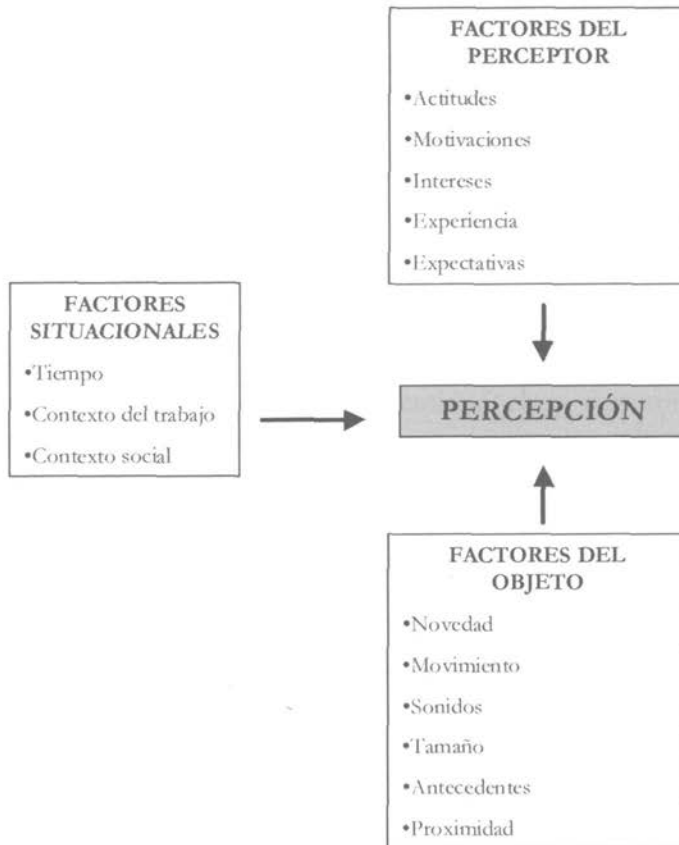 FACTORES DEL
PERCEPTOR
•Actitudes
•Motivaciones
•Intereses
•Experiencia
•Expectativas
FACTORES
SITUACIONALES
•Tiempo
•Contexto del trabajo
•Contexto social
PERCEPCIÓN
FACTORES DEL
OBJETO
•Novedad
•Movimiento
•Sonidos
•Tamaño
•Antecedentes
•Proximidad